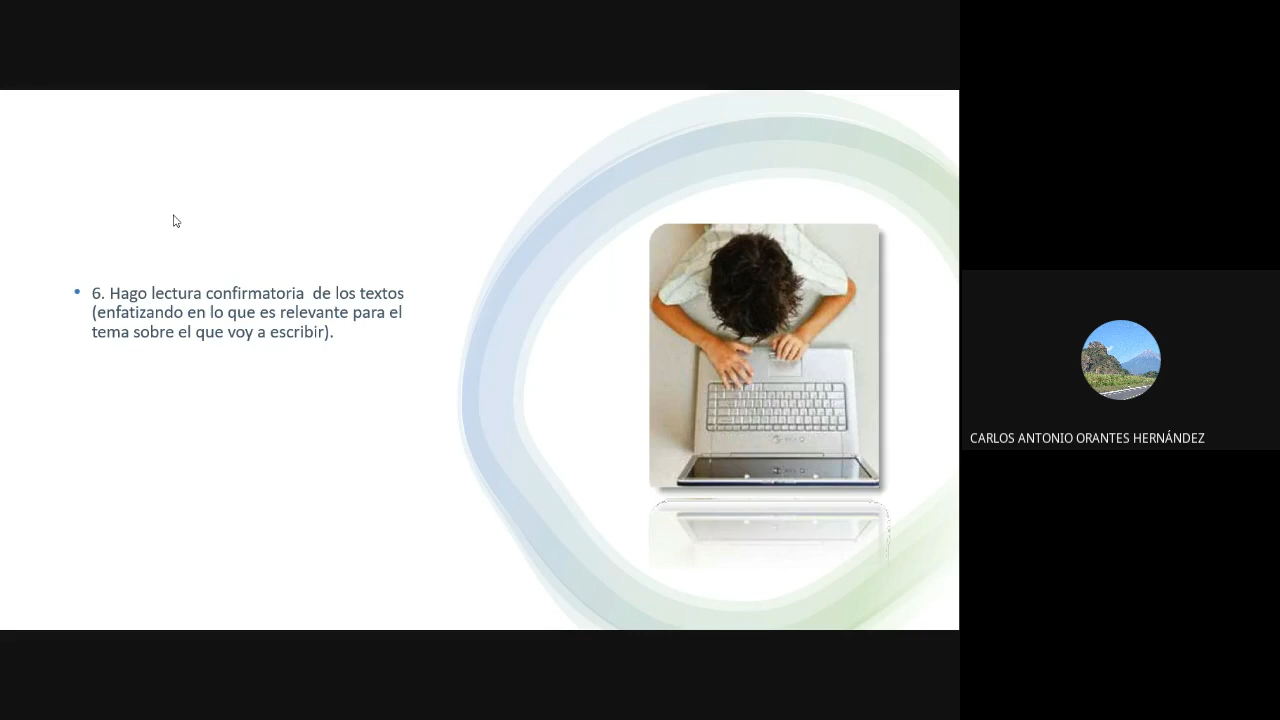 • 6. Hago lectura confirmatoria  de los textos
(enfatizando en lo que es relevante para el
tema sobre el que voy a escribir).
CARLOS ANTONIO ORANTES HERNÁNDEZ